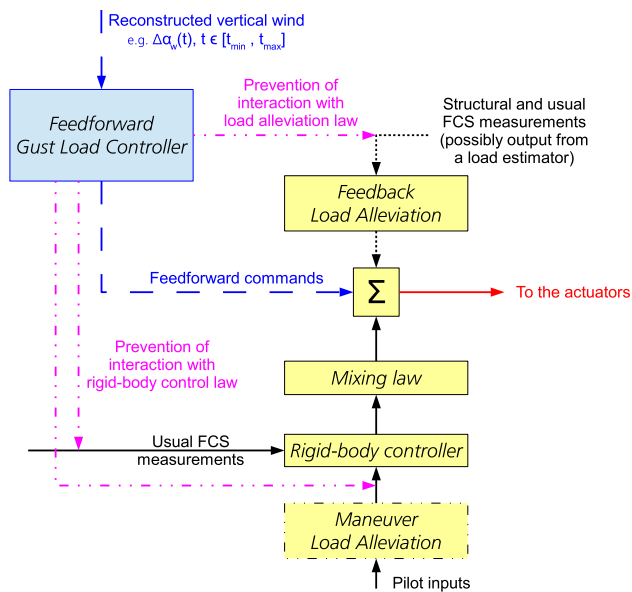 Reconstructed vertical wind
e.g. Δα_w(t), t ϵ [t_min , t_max]
Feedforward
Gust Load Controller
Prevention of
interaction with
load alleviation law
Structural and usual
FCS measurements
(possibly output from
a load estimator)
Feedback
Load Alleviation
Feedforward commands
Σ
To the actuators
Prevention of
interaction with
rigid-body control law
Mixing law
Usual FCS
measurements
Rigid-body controller
Maneuver
Load Alleviation
Pilot inputs